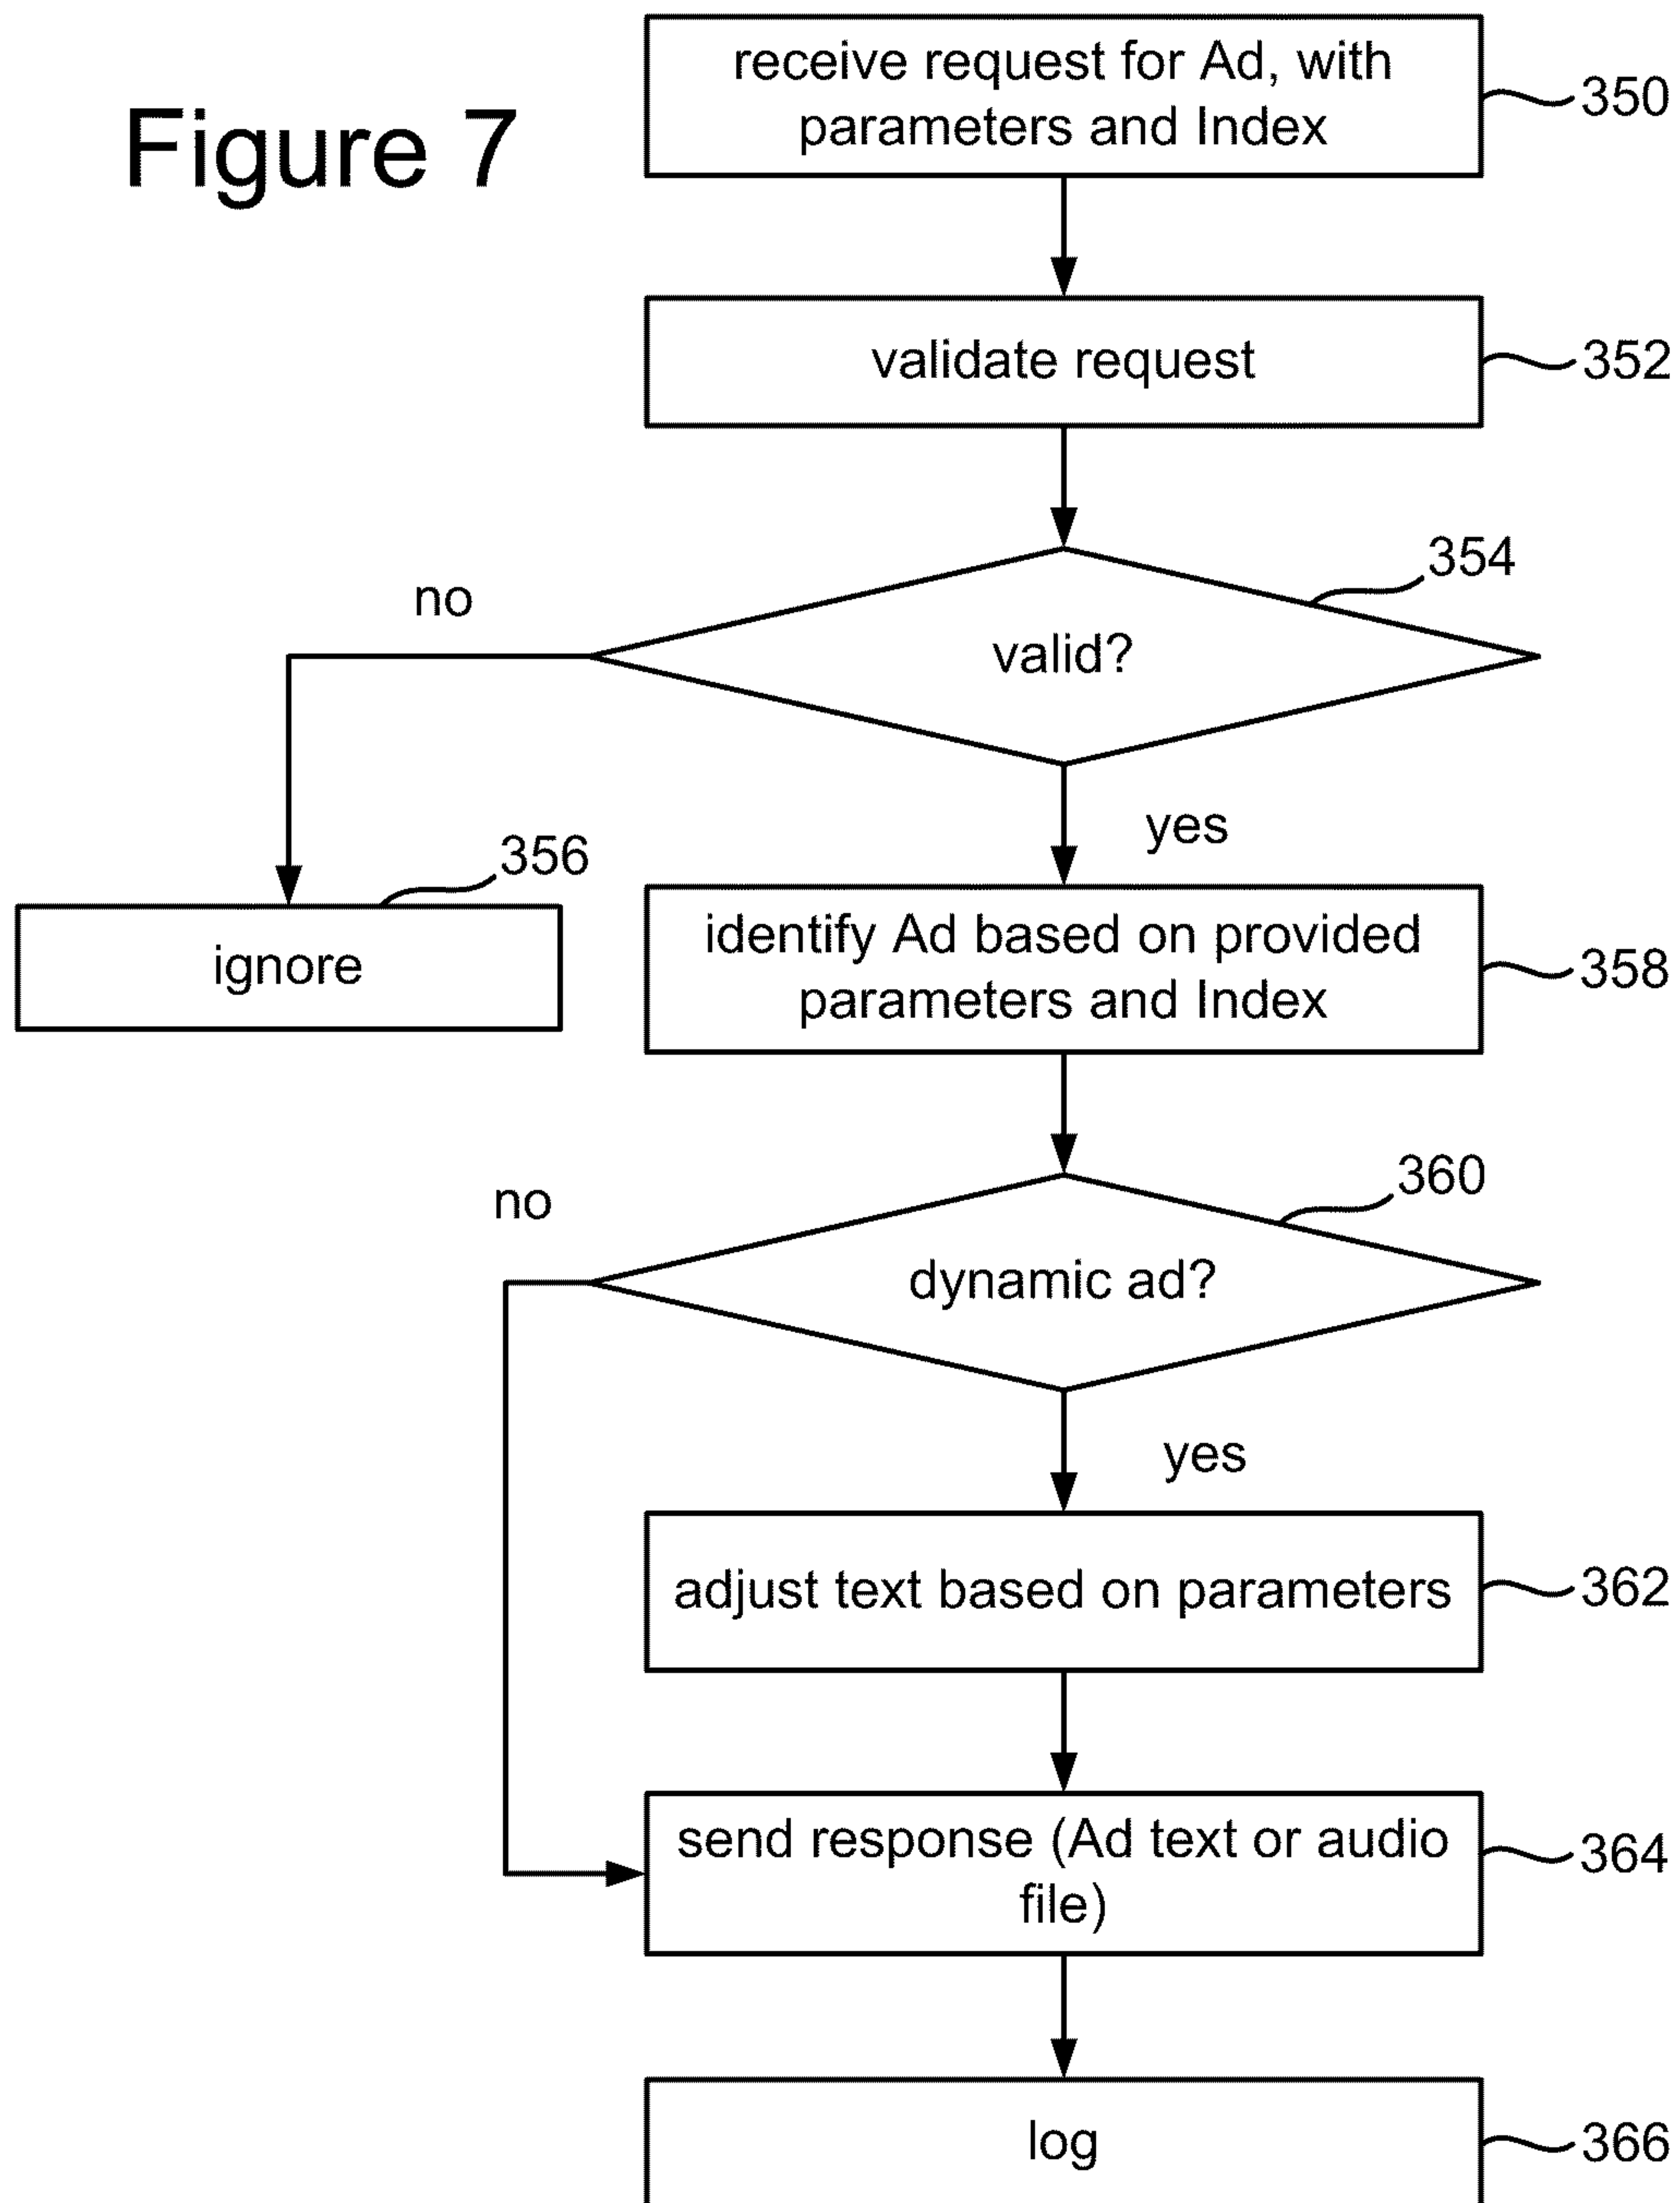 Figure 7
receive request for Ad, with
parameters and Index
350
validate request
352
354
no
valid?
yes
356
ignore
identify Ad based on provided
parameters and Index
358
360
no
dynamic ad?
yes
adjust text based on parameters
362
send response (Ad text or audio
file)
364
log
366